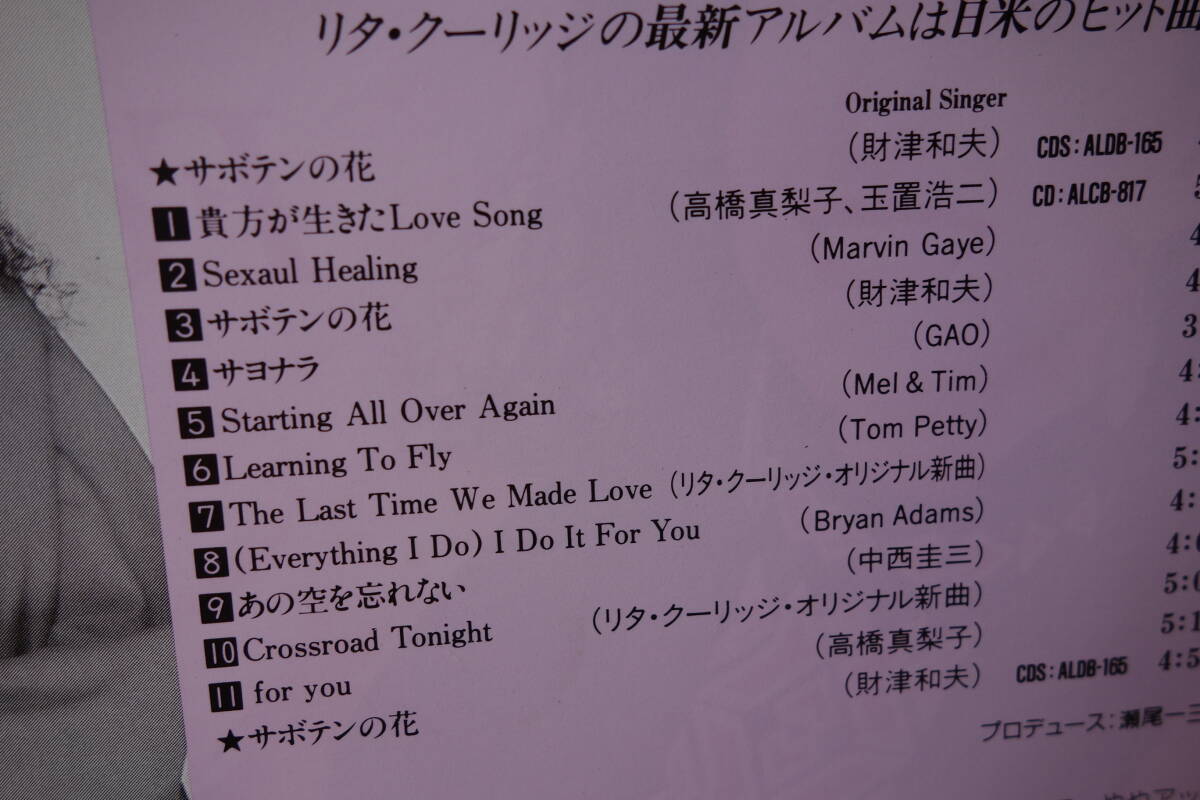 リタ・クーリッジの最新アルバムは日米のヒット曲
Original Singer
★サボテンの花 (財津和夫) CDS:ALDB-165
1 貴方が生きたLove Song (高橋真梨子、玉置浩二) CD:ALCB-817
2 Sexaul Healing (Marvin Gaye)
3 サボテンの花 (財津和夫)
4 サヨナラ (GAO)
5 Starting All Over Again (Mel & Tim)
6 Learning To Fly (Tom Petty)
7 The Last Time We Made Love (リタ・クーリッジ・オリジナル新曲)
8 (Everything I Do) I Do It For You (Bryan Adams)
9 あの空を忘れない (中西圭三)
10 Crossroad Tonight (リタ・クーリッジ・オリジナル新曲)
11 for you (高橋真梨子)
★サボテンの花 (財津和夫) CDS:ALDB-165
プロデュース:瀬尾一三